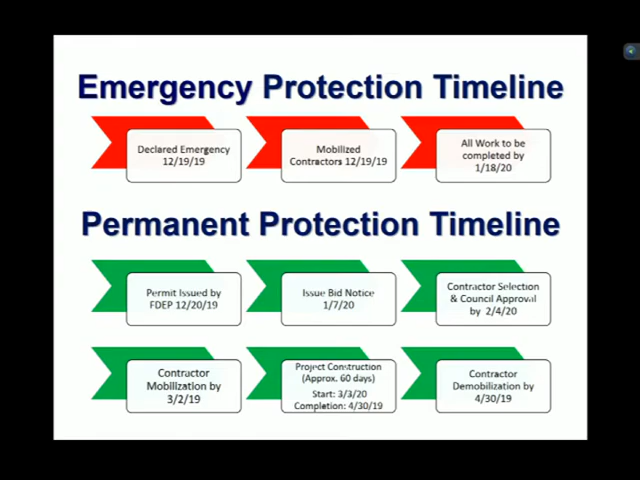 Emergency Protection Timeline
Declared Emergency
12/19/19
Mobilized
Contractors 12/19/19
All Work to be
completed by
1/18/20
Permanent Protection Timeline
Permit Issued by
FDEP 12/20/19
Issue Bid Notice
1/7/20
Contractor Selection
& Council Approval
by 2/4/20
Contractor
Mobilization by
3/2/19
Project Construction
(Approx. 60 days)
Start: 3/3/20
Completion: 4/30/19
Contractor
Demobilization by
4/30/19